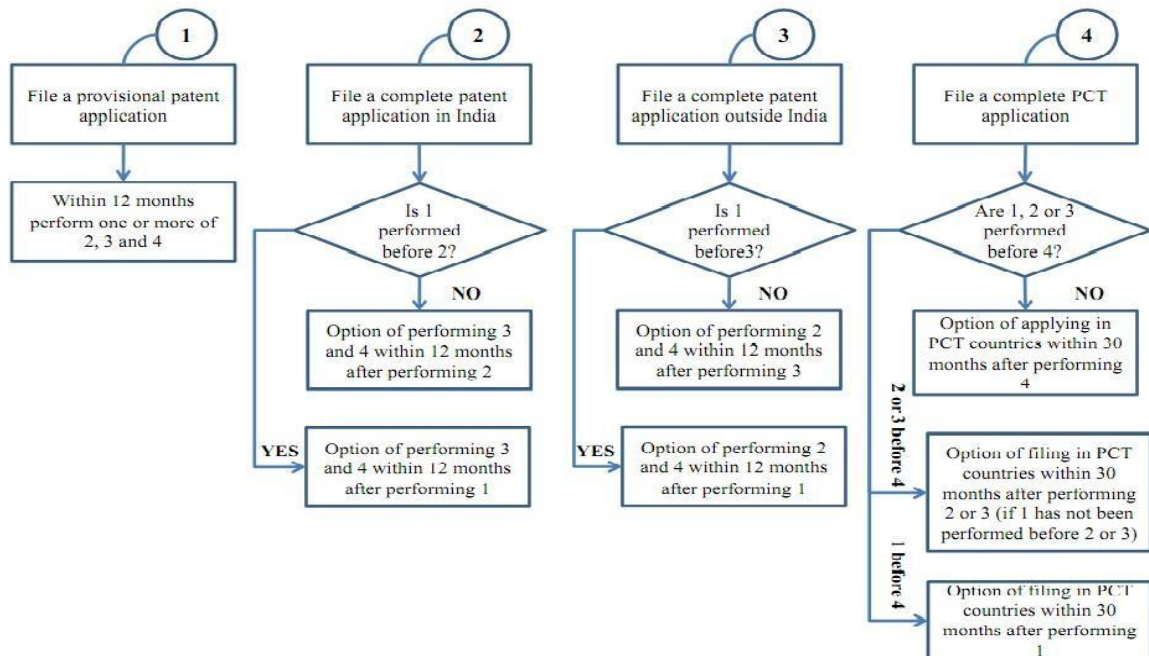 1
File a provisional patent
application
Within 12 months
perform one or more of
2, 3 and 4
2
File a complete patent
application in India
Is 1
performed
before 2?
NO
Option of performing 3
and 4 within 12 months
after performing 2
YES
Option of performing 3
and 4 within 12 months
after performing 1
3
File a complete patent
application outside India
Is 1
performed
before3?
NO
Option of performing 2
and 4 within 12 months
after performing 3
YES
Option of performing 2
and 4 within 12 months
after performing 1
4
File a complete PCT
application
Are 1, 2 or 3
performed
before 4?
NO
Option of applying in
PCT countries within 30
months after performing
4
2 or 3 before 4
Option of filing in PCT
countries within 30
months after performing
2 or 3 (if 1 has not been
performed before 2 or 3)
1 before 4
Option of filing in PCT
countries within 30
months after performing
1